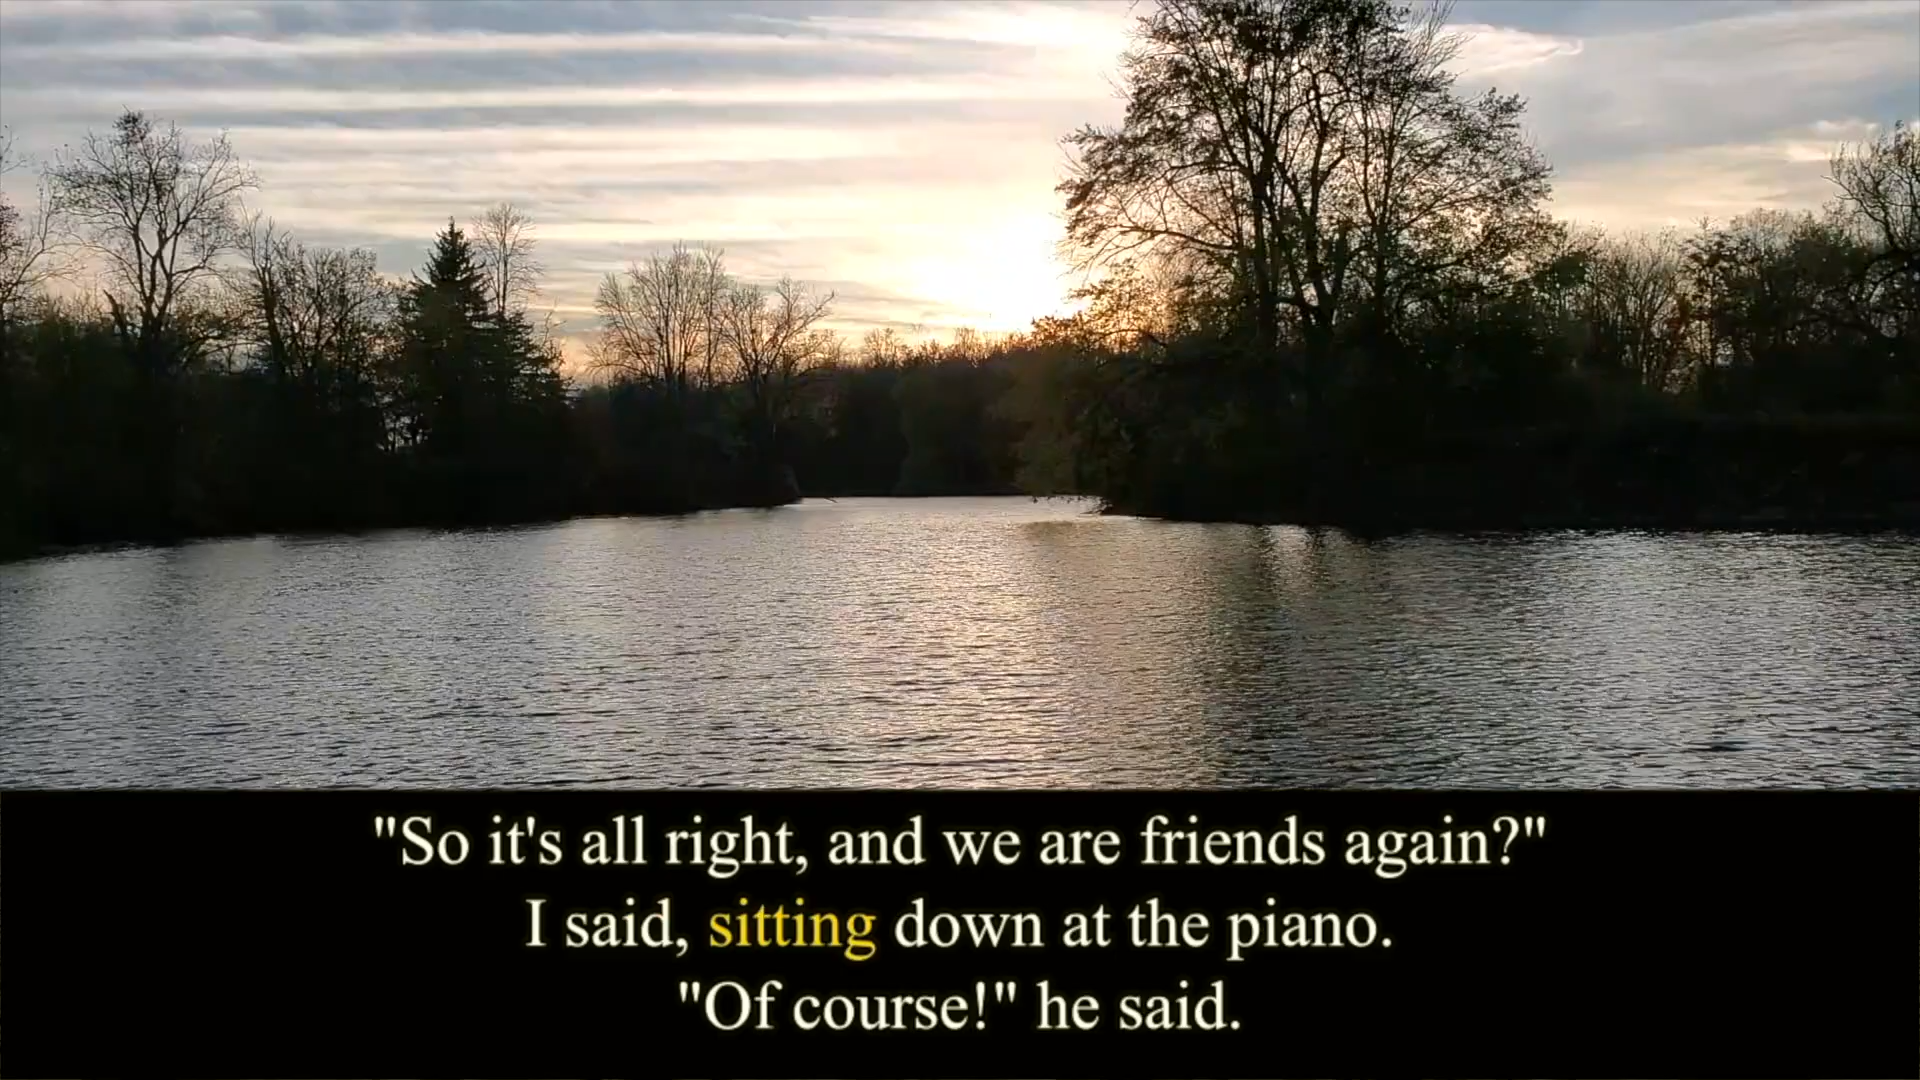 "So it's all right, and we are friends again?"
I said, sitting down at the piano.
"Of course!" he said.